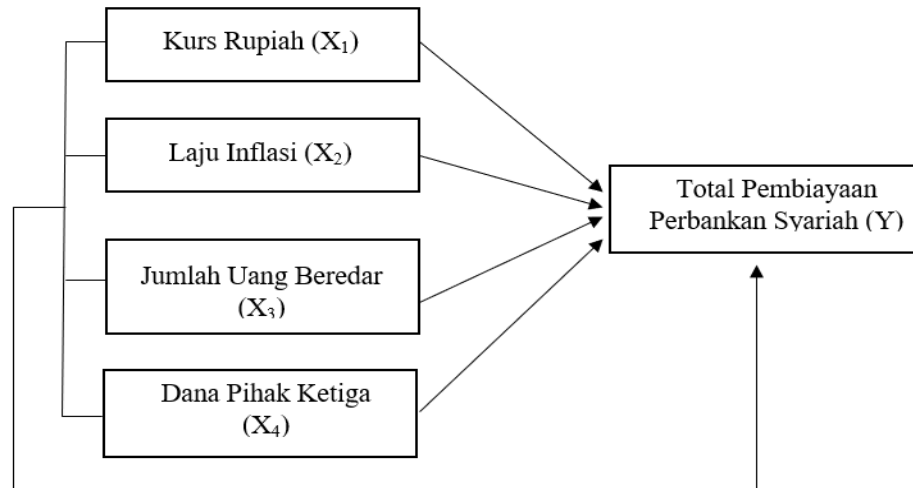 Kurs Rupiah (X₁)
Laju Inflasi (X₂)
Jumlah Uang Beredar
(X₃)
Dana Pihak Ketiga
(X₄)
Total Pembiayaan
Perbankan Syariah (Y)